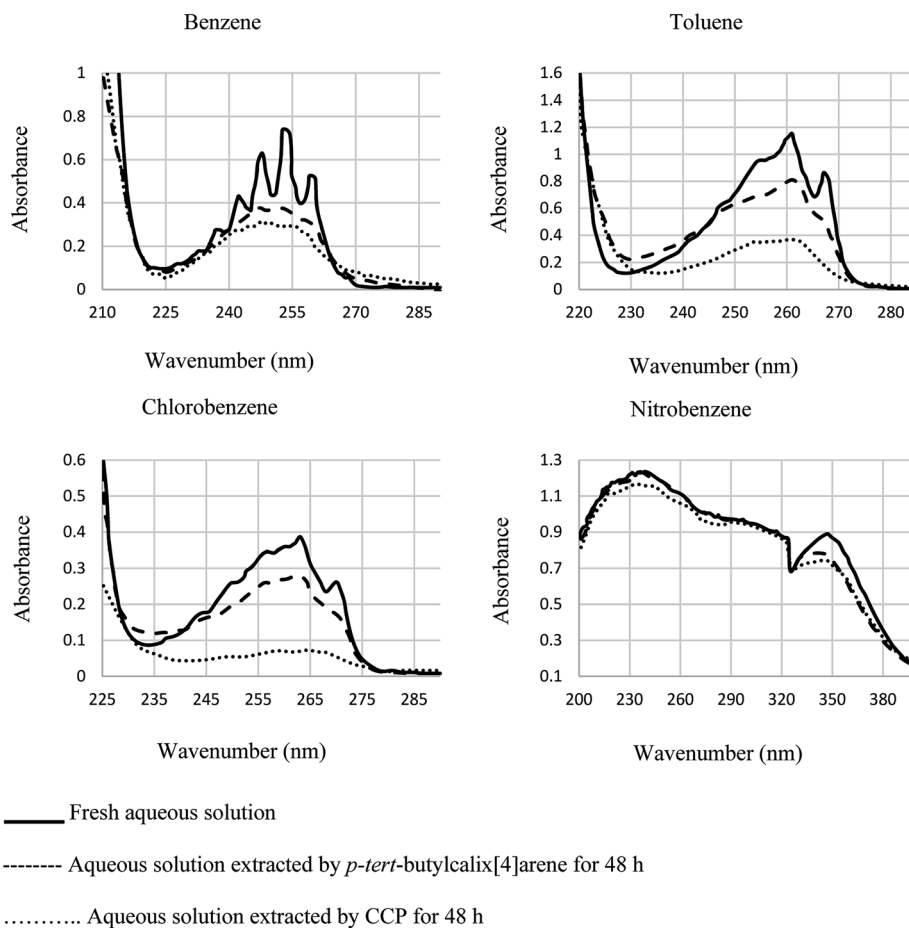 Benzene
Absorbance
1
0.8
0.6
0.4
0.2
0
210 225 240 255 270 285
Wavenumber (nm)
Toluene
Absorbance
1.6
1.4
1.2
1
0.8
0.6
0.4
0.2
0
220 230 240 250 260 270 280
Wavenumber (nm)
Chlorobenzene
Absorbance
0.6
0.5
0.4
0.3
0.2
0.1
0
225 235 245 255 265 275 285
Wavenumber (nm)
Nitrobenzene
Absorbance
1.3
1.1
0.9
0.7
0.5
0.3
0.1
200 230 260 290 320 350 380
Wavenumber (nm)
Fresh aqueous solution
Aqueous solution extracted by p-tert-butylcalix[4]arene for 48 h
Aqueous solution extracted by CCP for 48 h